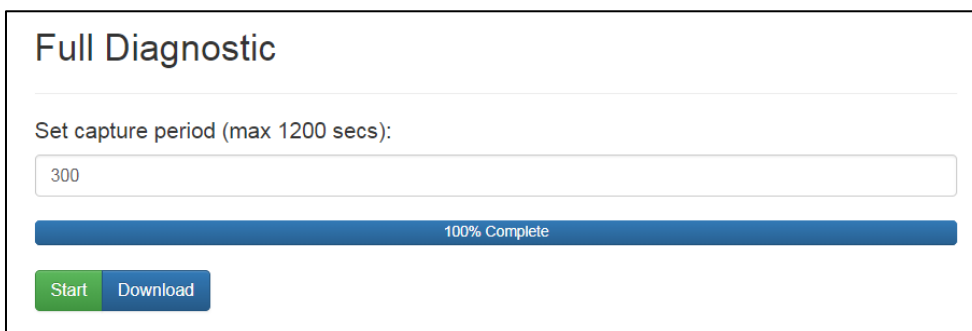 Full Diagnostic
Set capture period (max 1200 secs):
300
100% Complete
Start Download